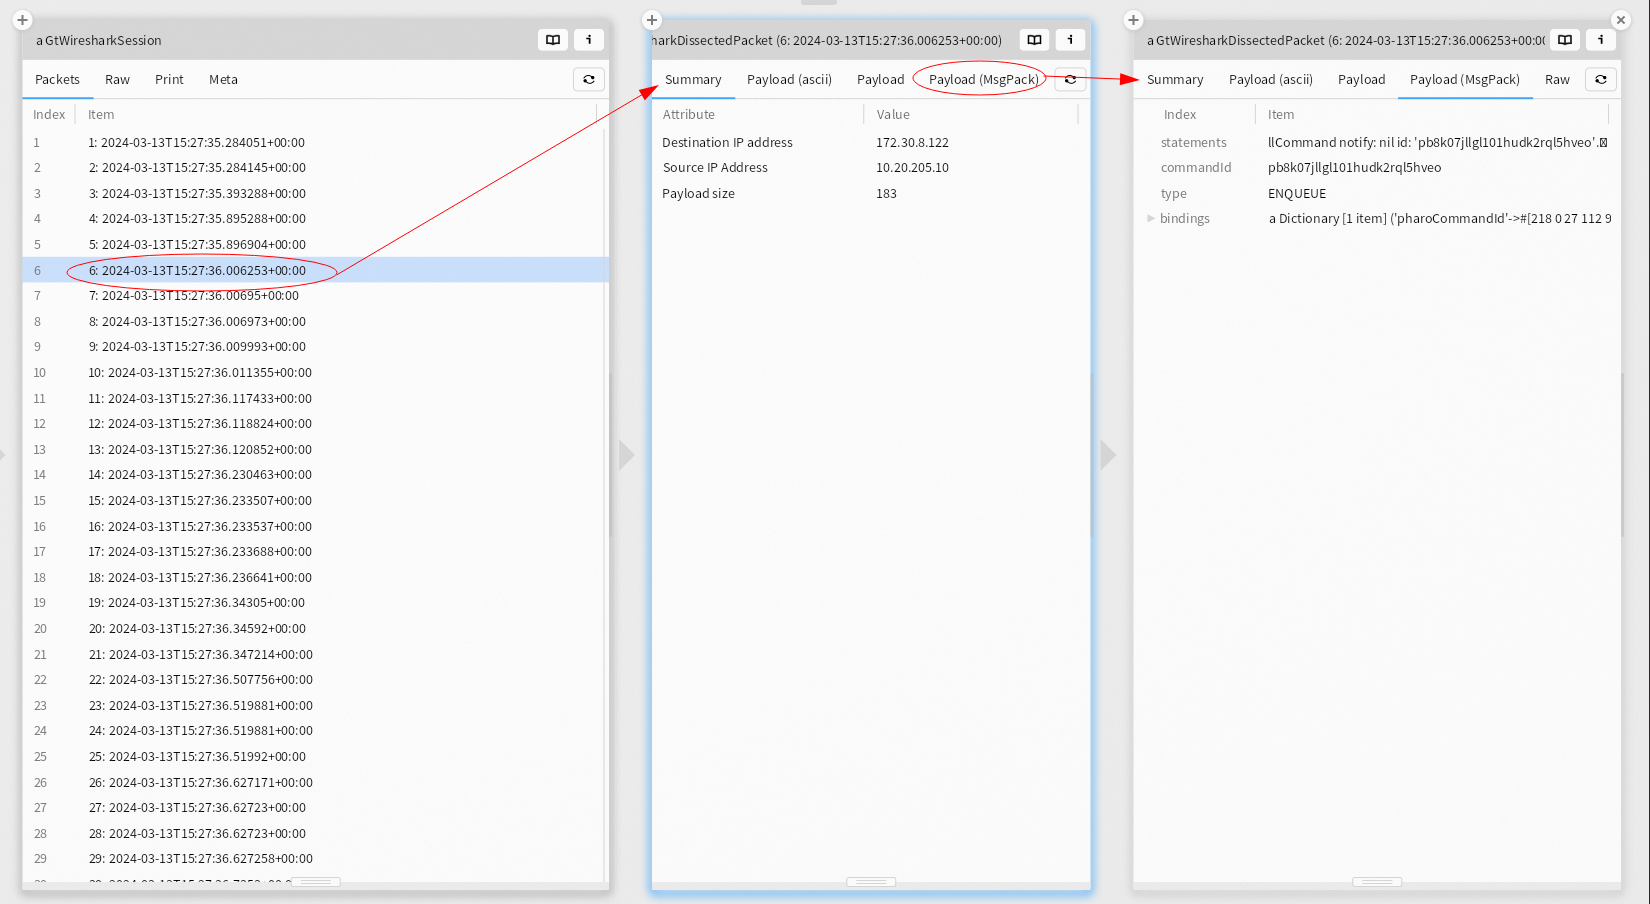 a GtWiresharkSession
Packets Raw Print Meta
Index Item
1 1: 2024-03-13T15:27:35.284051+00:00
2 2: 2024-03-13T15:27:35.284145+00:00
3 3: 2024-03-13T15:27:35.393288+00:00
4 4: 2024-03-13T15:27:35.895288+00:00
5 5: 2024-03-13T15:27:35.896904+00:00
6 6: 2024-03-13T15:27:36.006253+00:00
7 7: 2024-03-13T15:27:36.00695+00:00
8 8: 2024-03-13T15:27:36.006973+00:00
9 9: 2024-03-13T15:27:36.009993+00:00
10 10: 2024-03-13T15:27:36.011355+00:00
11 11: 2024-03-13T15:27:36.117433+00:00
12 12: 2024-03-13T15:27:36.118824+00:00
13 13: 2024-03-13T15:27:36.120852+00:00
14 14: 2024-03-13T15:27:36.230463+00:00
15 15: 2024-03-13T15:27:36.233507+00:00
16 16: 2024-03-13T15:27:36.233537+00:00
17 17: 2024-03-13T15:27:36.233688+00:00
18 18: 2024-03-13T15:27:36.236641+00:00
19 19: 2024-03-13T15:27:36.34305+00:00
20 20: 2024-03-13T15:27:36.34592+00:00
21 21: 2024-03-13T15:27:36.347214+00:00
22 22: 2024-03-13T15:27:36.507756+00:00
23 23: 2024-03-13T15:27:36.519881+00:00
24 24: 2024-03-13T15:27:36.519881+00:00
25 25: 2024-03-13T15:27:36.51992+00:00
26 26: 2024-03-13T15:27:36.627171+00:00
27 27: 2024-03-13T15:27:36.62723+00:00
28 28: 2024-03-13T15:27:36.62723+00:00
29 29: 2024-03-13T15:27:36.627258+00:00
harkDissectedPacket (6: 2024-03-13T15:27:36.006253+00:00)
Summary Payload (ascii) Payload Payload (MsgPack)
Attribute Value
Destination IP address 172.30.8.122
Source IP Address 10.20.205.10
Payload size 183
a GtWiresharkDissectedPacket (6: 2024-03-13T15:27:36.006253+00:00
Summary Payload (ascii) Payload Payload (MsgPack) Raw
Index Item
statements llCommand notify: nil id: 'pb8k07jllgl101hudk2rql5hveo'.
commandId pb8k07jllgl101hudk2rql5hveo
type ENQUEUE
bindings a Dictionary [1 item] ('pharoCommandId'->#[218 0 27 112 9